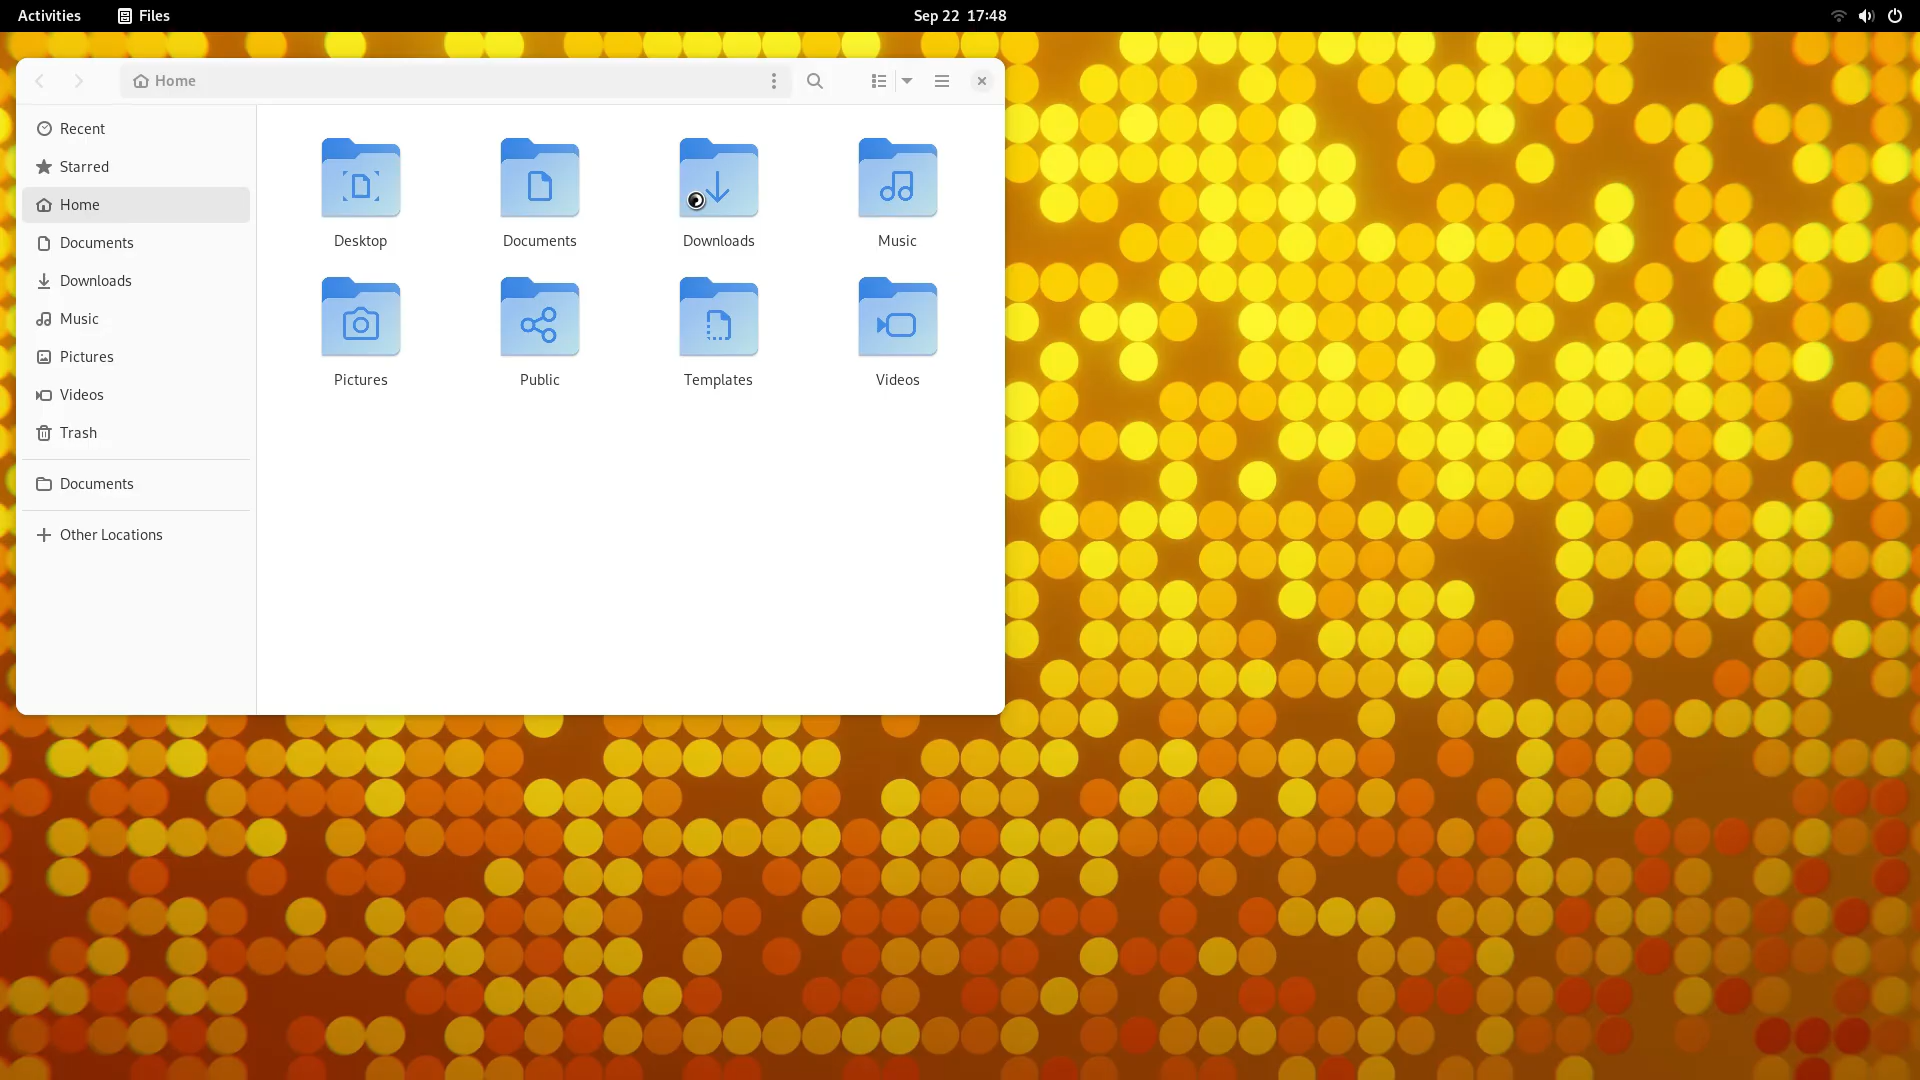 Activities Files Sep 22 17:48
Home
Recent
Starred
Home
Documents
Downloads
Music
Pictures
Videos
Trash
Documents
Other Locations
Desktop Documents Downloads Music
Pictures Public Templates Videos